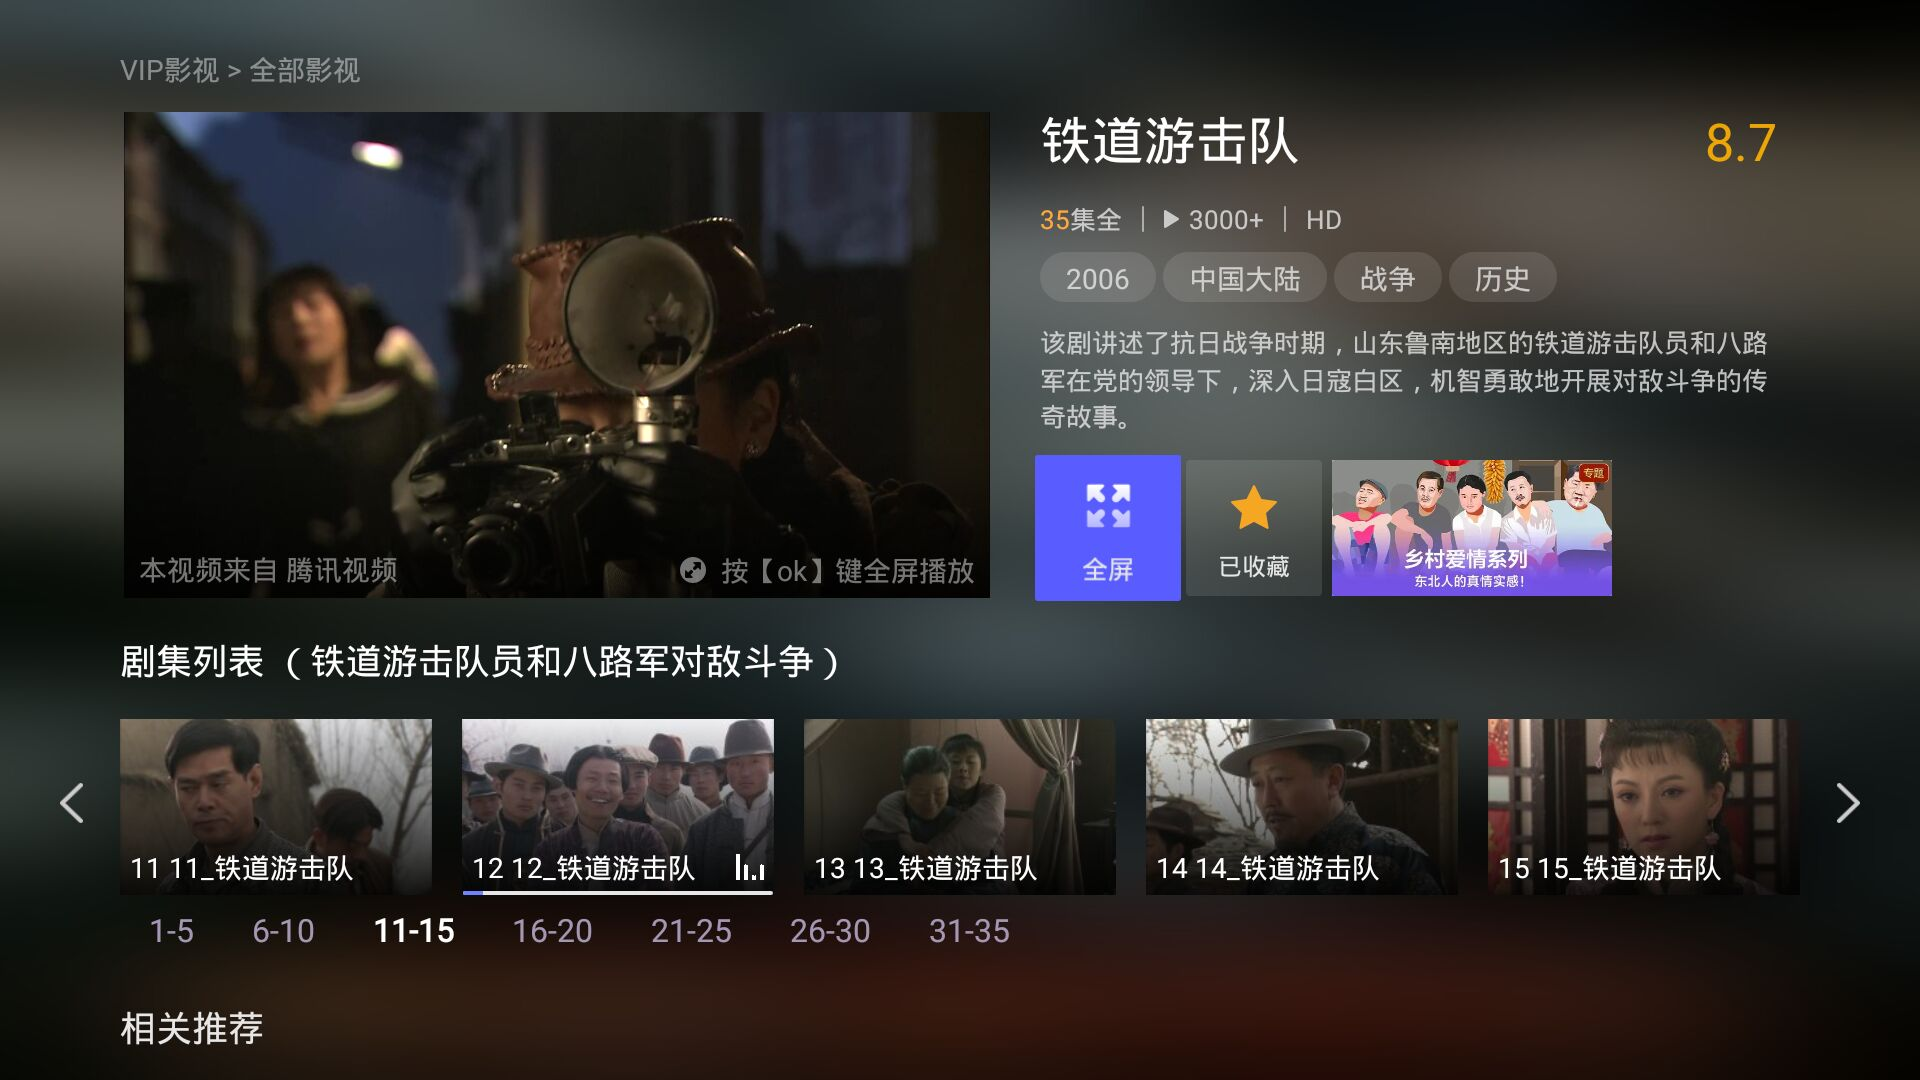 VIP影视 > 全部影视
铁道游击队
8.7
35集全 | ▶ 3000+ | HD
2006 中国大陆 战争 历史
该剧讲述了抗日战争时期，山东鲁南地区的铁道游击队员和八路
军在党的领导下，深入日寇白区，机智勇敢地开展对敌斗争的传
奇故事。
本视频来自 腾讯视频
按【ok】键全屏播放
全屏
已收藏
专题
乡村爱情系列
东北人的真情实感！
剧集列表 （铁道游击队员和八路军对敌斗争）
11 11_铁道游击队
12 12_铁道游击队
13 13_铁道游击队
14 14_铁道游击队
15 15_铁道游击队
1-5 6-10 11-15 16-20 21-25 26-30 31-35
相关推荐